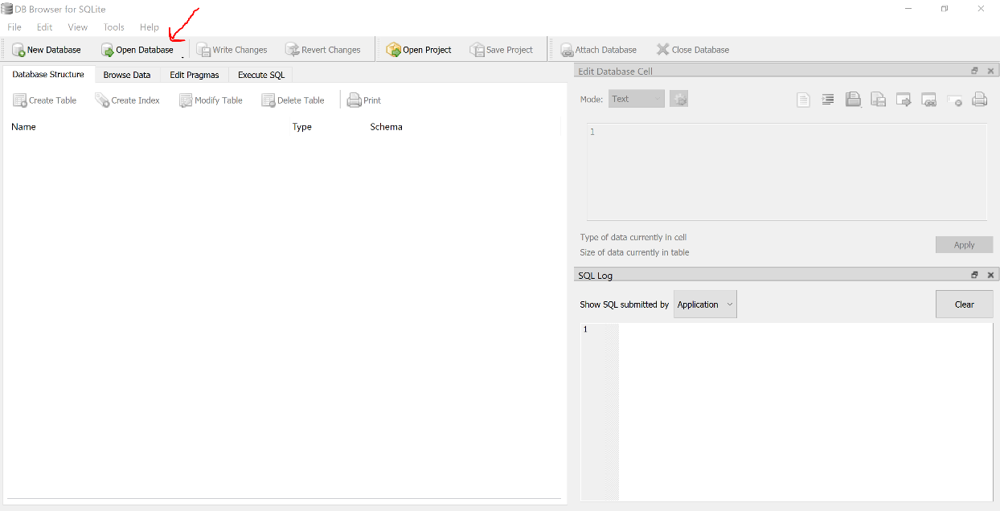 DB Browser for SQLite
File Edit View Tools Help
New Database Open Database Write Changes Revert Changes Open Project Save Project Attach Database Close Database
Database Structure Browse Data Edit Pragmas Execute SQL
Create Table Create Index Modify Table Delete Table Print
Name Type Schema
Edit Database Cell
Mode: Text
1
Type of data currently in cell
Size of data currently in table
Apply
SQL Log
Show SQL submitted by Application Clear
1